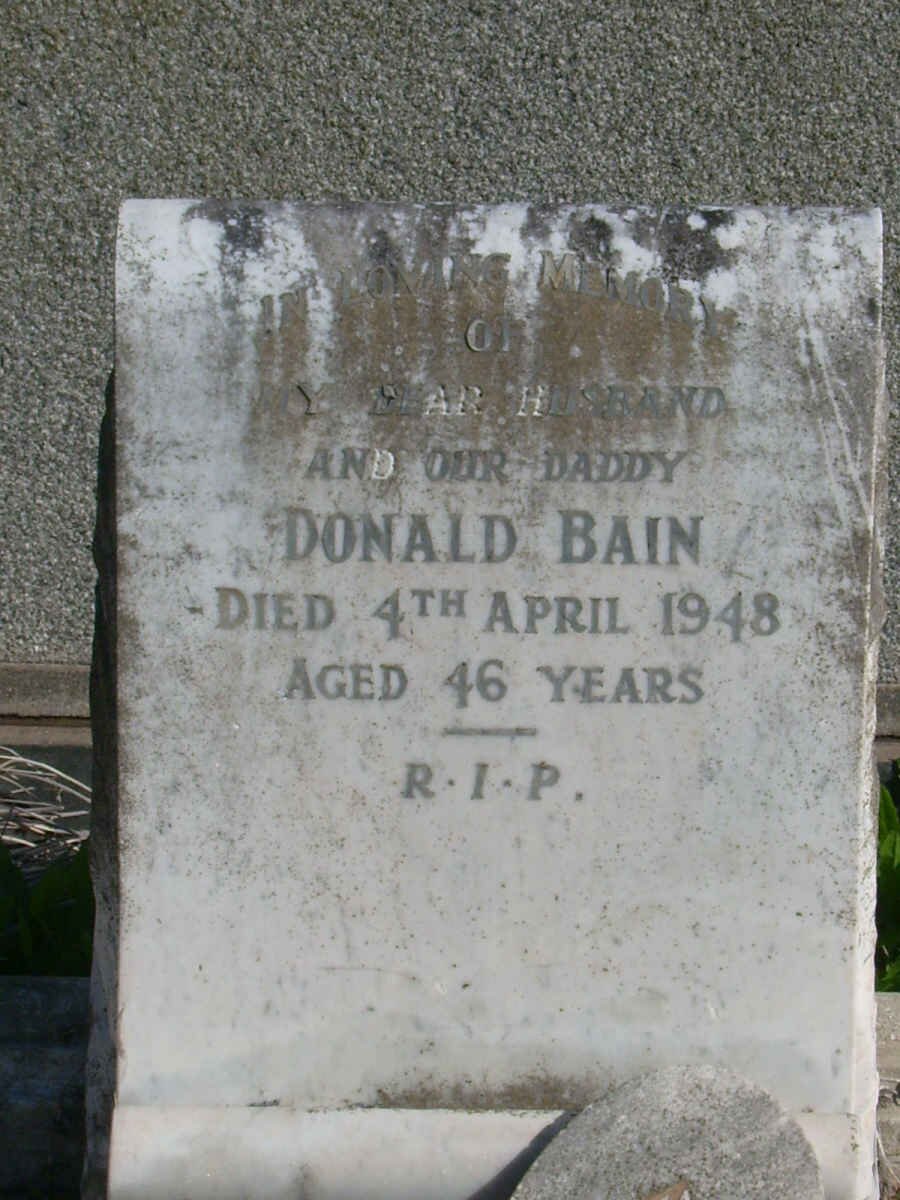 IN LOVING MEMORY
OF
MY DEAR HUSBAND
AND OUR DADDY
DONALD BAIN
DIED 4TH APRIL 1948
AGED 46 YEARS
R·I·P.